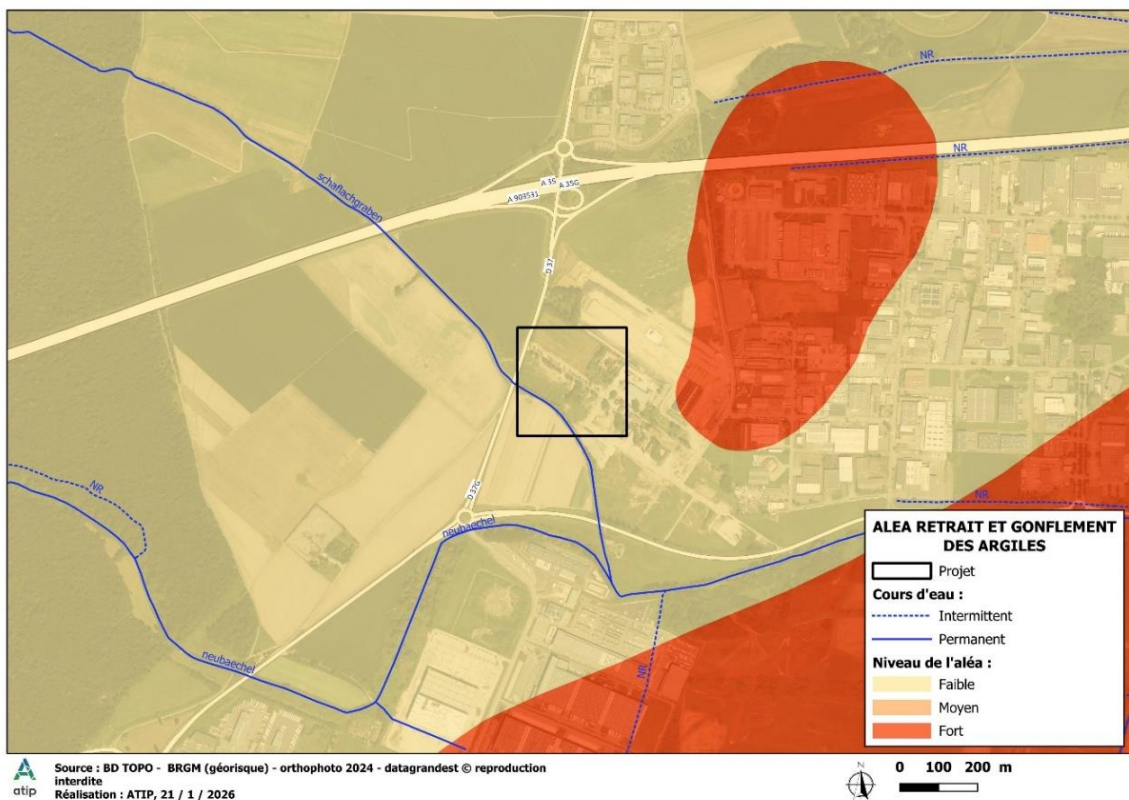 NR
schaflachgraben
A 35
A 35G
A 903531
NR
D 37
D 37G
NR
neubaechel
NR
neubaechel
NR
ALEA RETRAIT ET GONFLEMENT
DES ARGILES
Projet
Cours d'eau :
Intermittent
Permanent
Niveau de l'aléa :
Faible
Moyen
Fort
atip
Source : BD TOPO - BRGM (géorisque) - orthophoto 2024 - datagrandest © reproduction
interdite
Réalisation : ATIP, 21 / 1 / 2026
N
0 100 200 m